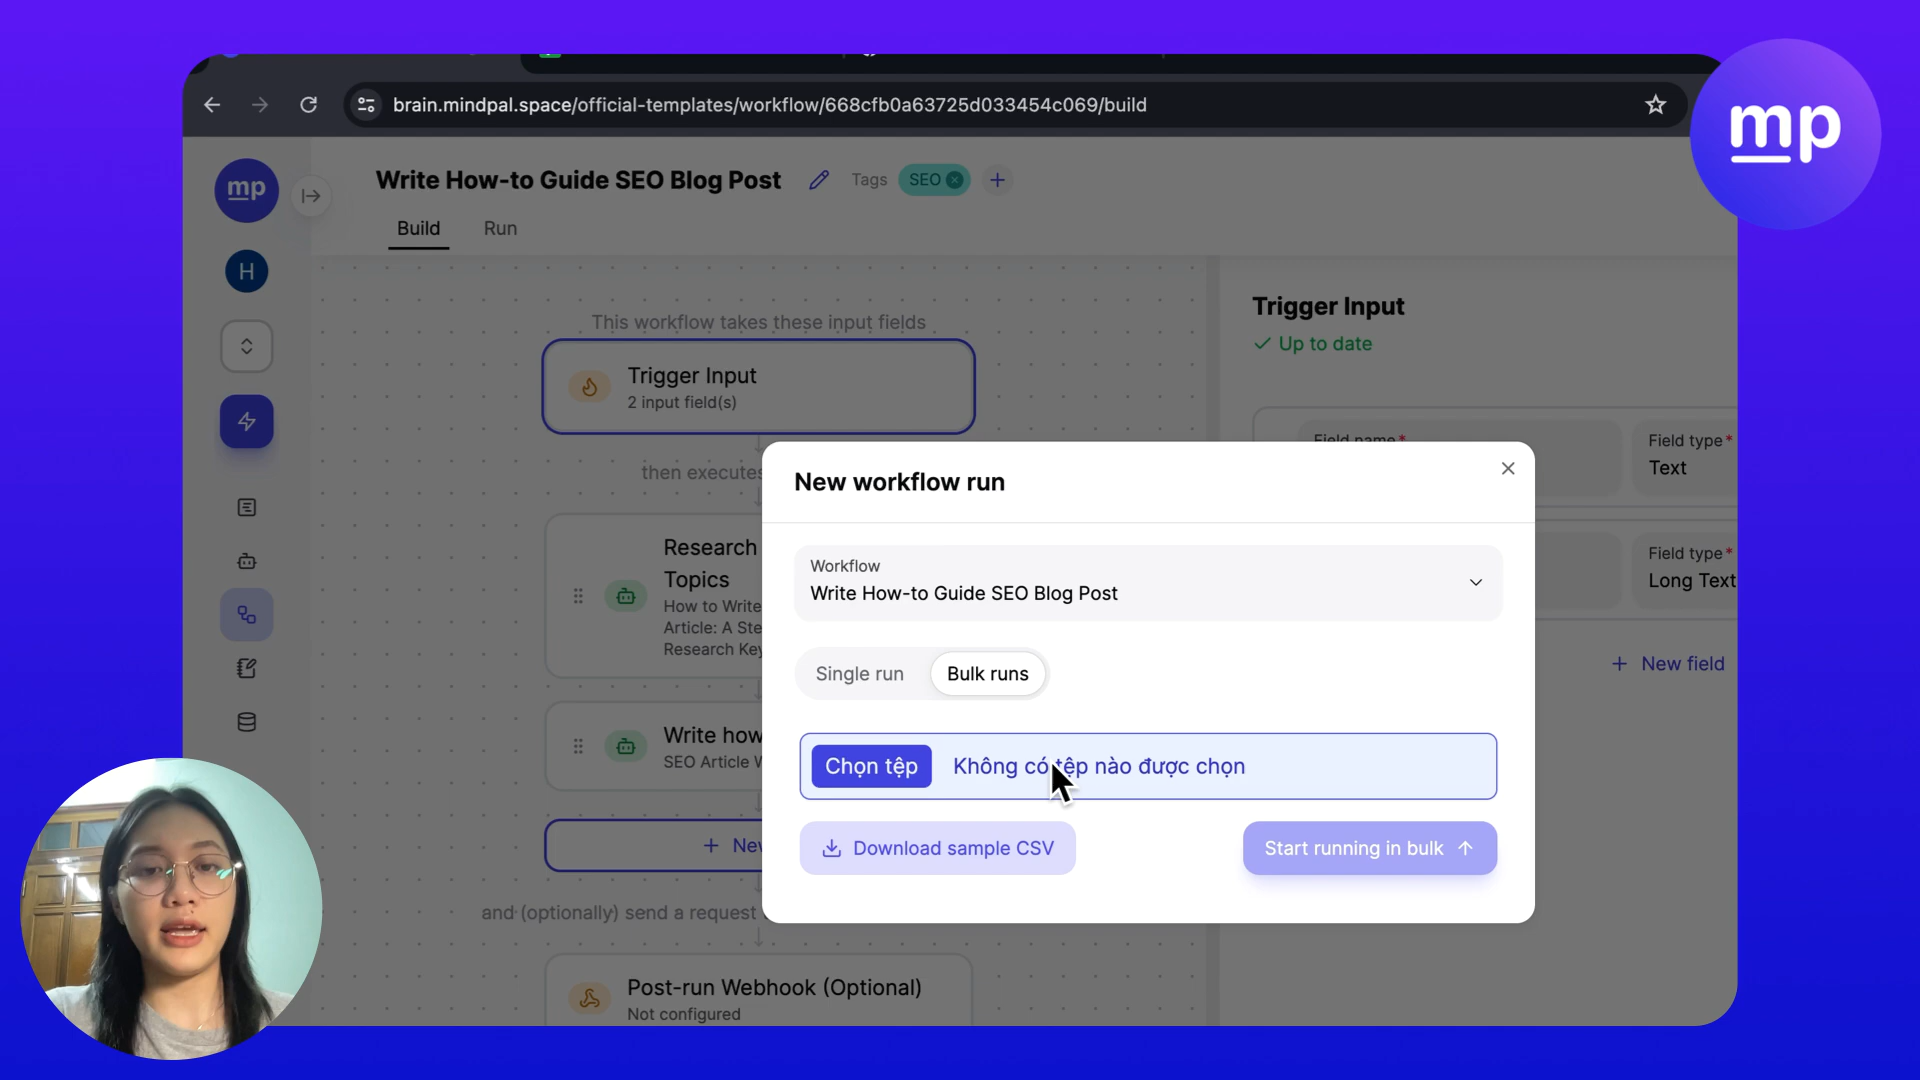 brain.mindpal.space/official-templates/workflow/668cfb0a63725d033454c069/build
mp
mp
Write How-to Guide SEO Blog Post
Tags
SEO
Build
Run
H
This workflow takes these input fields
Trigger Input
2 input field(s)
then executes
Research
Topics
How to Write
Article: A Ste
Research Key
Write how
SEO Article W
+ New
and (optionally) send a request
Post-run Webhook (Optional)
Not configured
Trigger Input
Up to date
Field name*
Field type*
Text
Field type*
Long Text
+ New field
New workflow run
Workflow
Write How-to Guide SEO Blog Post
Single run
Bulk runs
Chọn tệp
Không có tệp nào được chọn
Download sample CSV
Start running in bulk